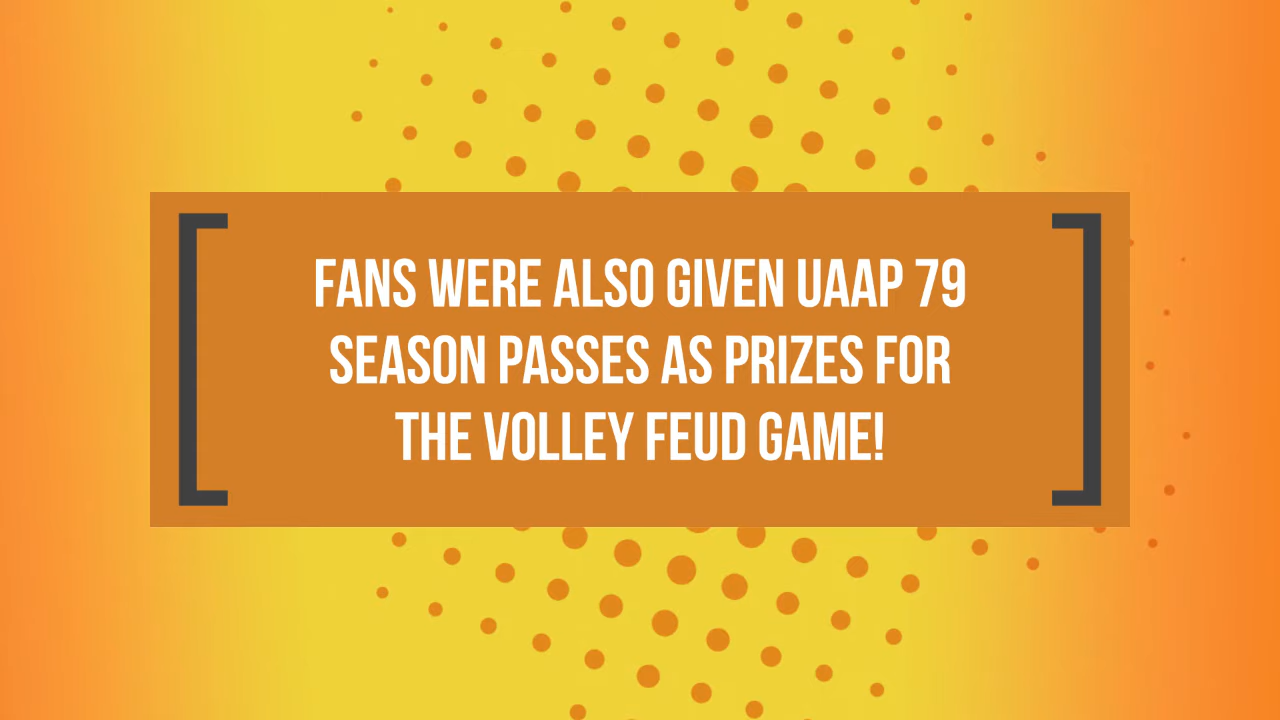 FANS WERE ALSO GIVEN UAAP 79
SEASON PASSES AS PRIZES FOR
THE VOLLEY FEUD GAME!